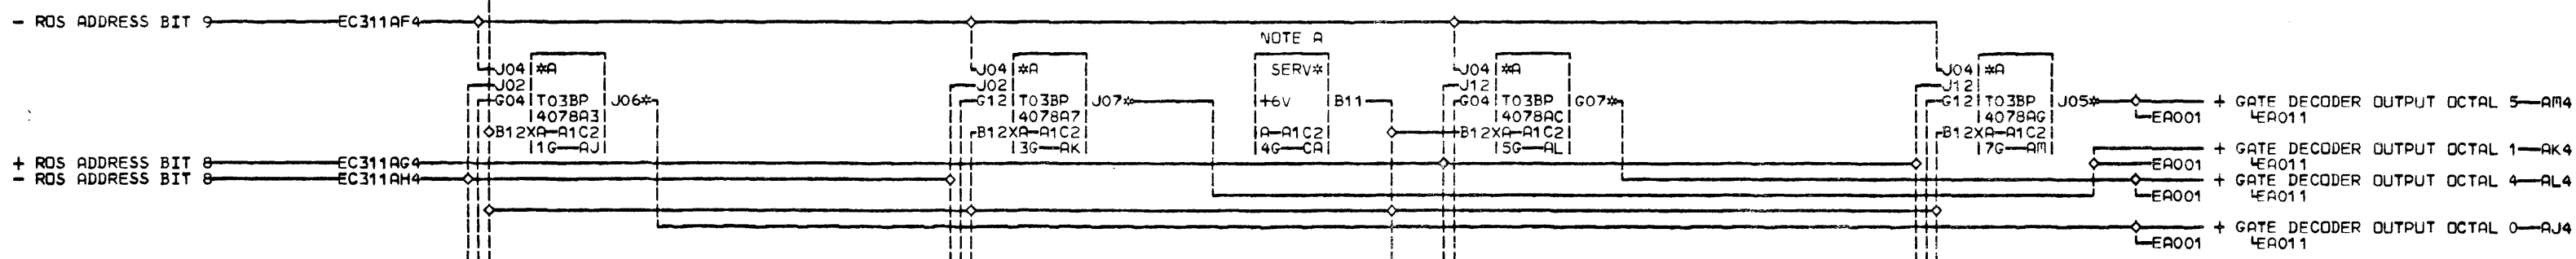 - ROS ADDRESS BIT 9 EC311AF4
NOTE A
J04 *A J04 *A SERV* J04 *A J04 *A
J02 J02 J12 J12
G04 T03BP J06* G12 T03BP J07* +6V B11 G04 T03BP G07* G12 T03BP J05* + GATE DECODER OUTPUT OCTAL 5 AM4
4078A3 4078A7 4078AC 4078AG EA001 EA011
B12XA-A1C2 B12XA-A1C2 A-A1C2 B12XA-A1C2 B12XA-A1C2
1G-AJ 3G-AK 4G-CA 5G-AL 7G-AM + GATE DECODER OUTPUT OCTAL 1 AK4
+ ROS ADDRESS BIT 8 EC311AG4 EA001 EA011
- ROS ADDRESS BIT 8 EC311AH4 + GATE DECODER OUTPUT OCTAL 4 AL4
EA001 EA011
+ GATE DECODER OUTPUT OCTAL 0 AJ4
EA001 EA011